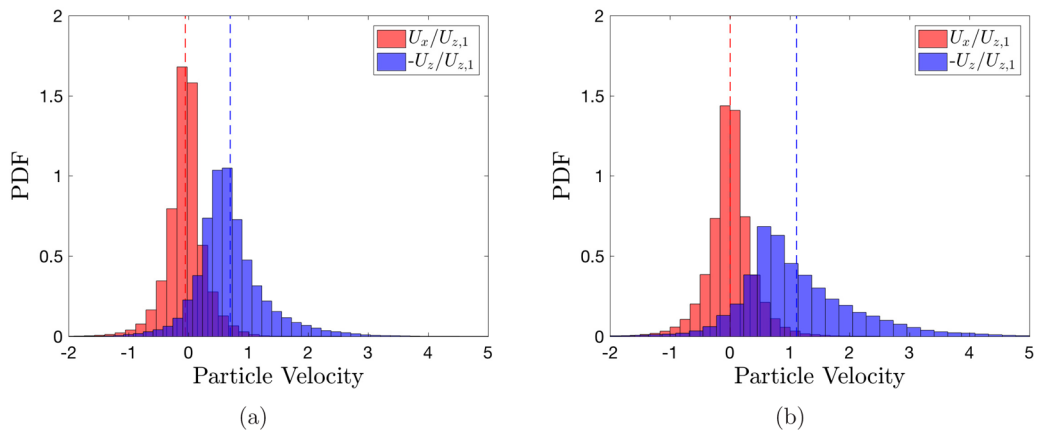 2
1.5
1
0.5
0
PDF
-2 -1 0 1 2 3 4 5
Particle Velocity
U_x/U_{z,1}
-U_z/U_{z,1}
(a)
2
1.5
1
0.5
0
PDF
-2 -1 0 1 2 3 4 5
Particle Velocity
U_x/U_{z,1}
-U_z/U_{z,1}
(b)